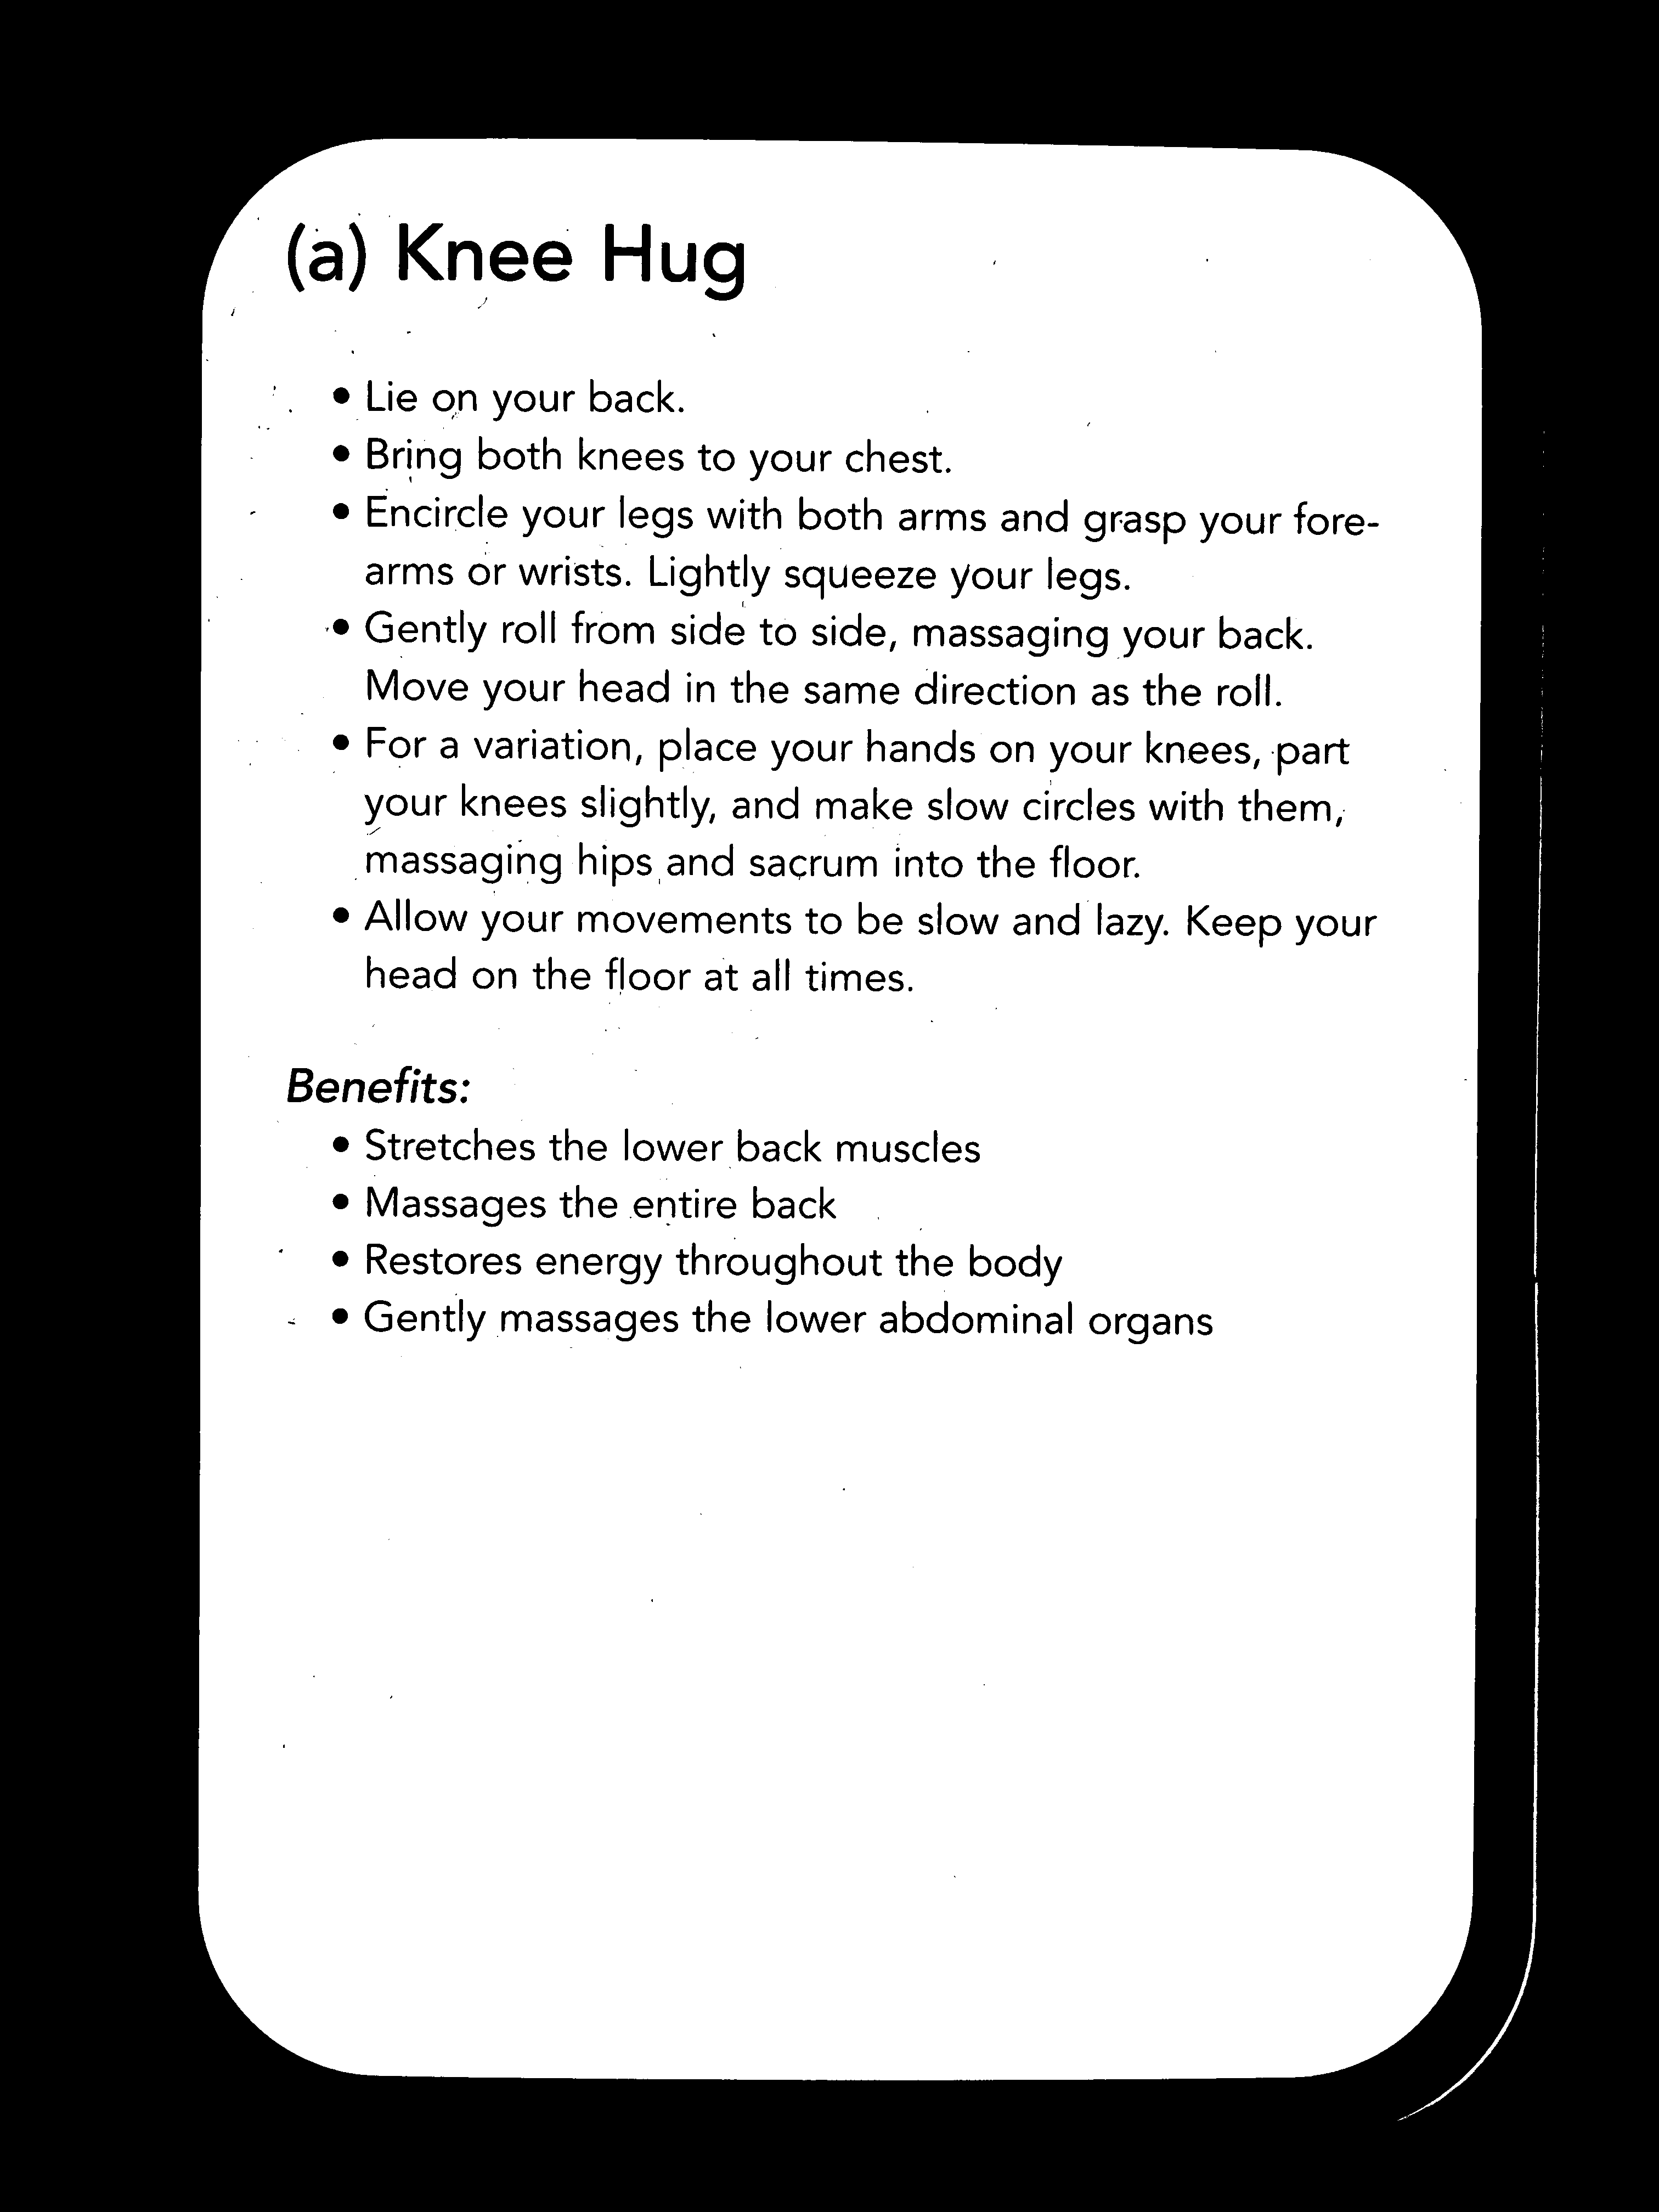 (a) Knee Hug
• Lie on your back.
• Bring both knees to your chest.
• Encircle your legs with both arms and grasp your fore-
arms or wrists. Lightly squeeze your legs.
• Gently roll from side to side, massaging your back.
Move your head in the same direction as the roll.
• For a variation, place your hands on your knees, part
your knees slightly, and make slow circles with them,
massaging hips and sacrum into the floor.
• Allow your movements to be slow and lazy. Keep your
head on the floor at all times.
Benefits:
• Stretches the lower back muscles
• Massages the entire back
• Restores energy throughout the body
• Gently massages the lower abdominal organs